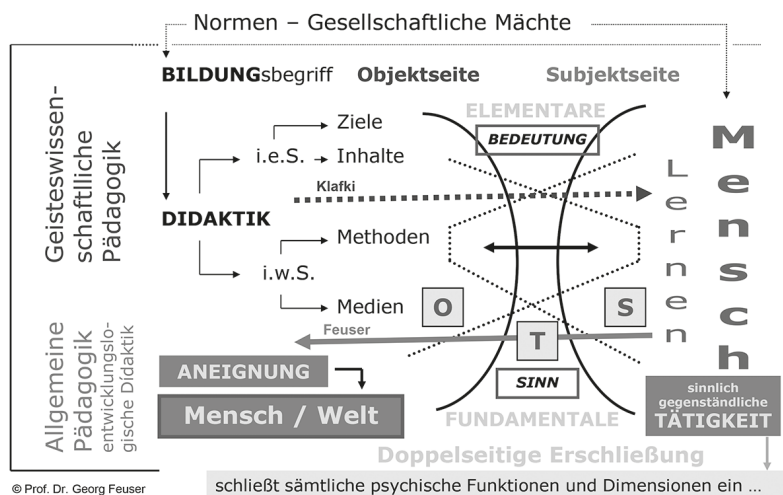 Normen – Gesellschaftliche Mächte
BILDUNGsbegriff
Objektseite
Subjektseite
Geisteswissen-
schaftlliche
Pädagogik
ELEMENTARE
BEDEUTUNG
Ziele
i.e.S.
Inhalte
Klafki
DIDAKTIK
Methoden
i.w.S.
Medien
Lernen
Mensch
O
S
T
Feuser
Allgemeine
Pädagogik
entwicklungslo-
gische Didaktik
ANEIGNUNG
Mensch / Welt
SINN
FUNDAMENTALE
sinnlich
gegenständliche
TÄTIGKEIT
Doppelseitige Erschließung
schließt sämtliche psychische Funktionen und Dimensionen ein ...
© Prof. Dr. Georg Feuser